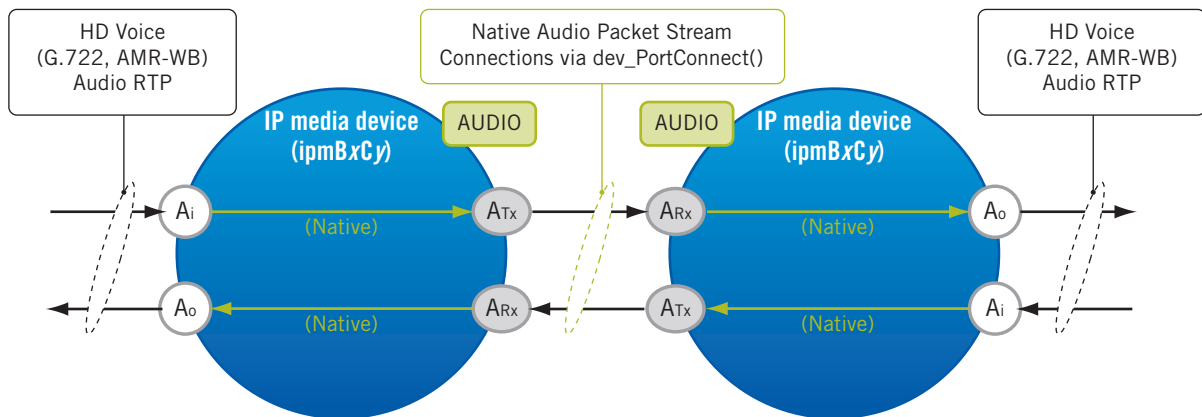 HD Voice
(G.722, AMR-WB)
Audio RTP
Native Audio Packet Stream
Connections via dev_PortConnect()
HD Voice
(G.722, AMR-WB)
Audio RTP
IP media device
(ipmBxCy)
AUDIO
AUDIO
IP media device
(ipmBxCy)
Ai
(Native)
ATx
ARx
(Native)
Ao
Ao
(Native)
ARx
ATx
(Native)
Ai